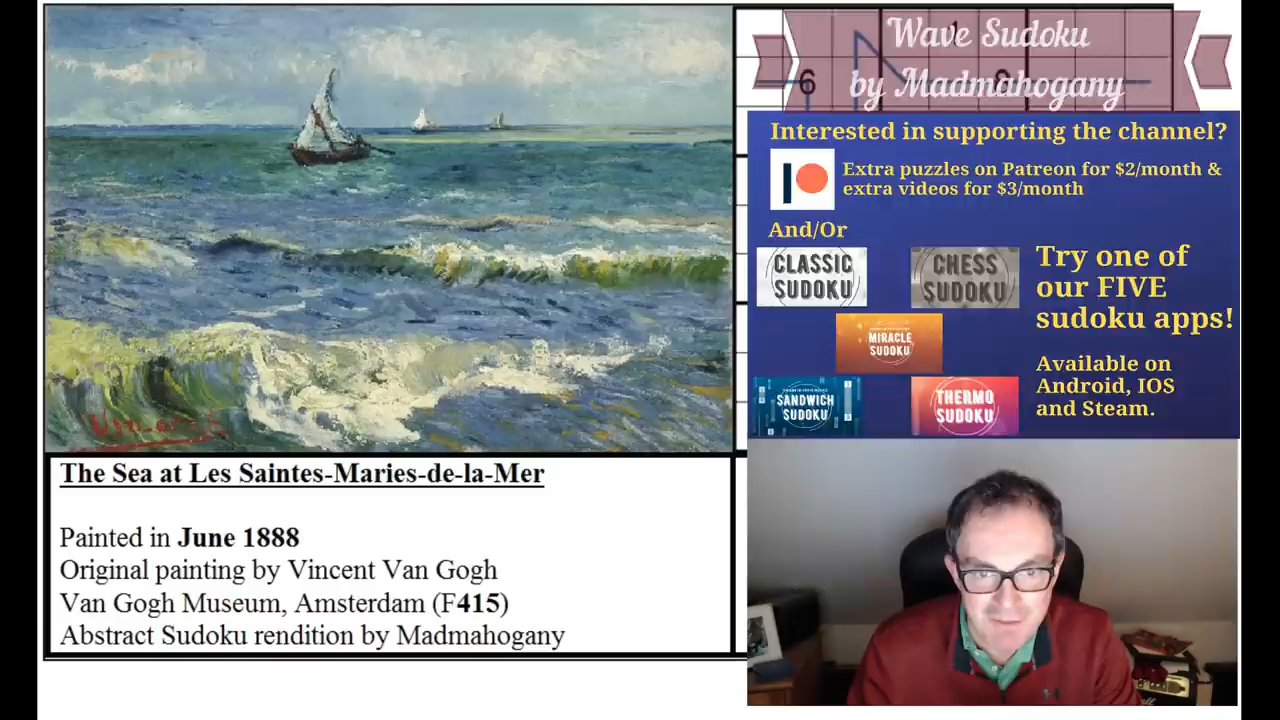 Wave Sudoku
by Madmahogany
6
Interested in supporting the channel?
Extra puzzles on Patreon for $2/month &
extra videos for $3/month
And/Or
CLASSIC
SUDOKU
CHESS
SUDOKU
MIRACLE
SUDOKU
SANDWICH
SUDOKU
THERMO
SUDOKU
Try one of
our FIVE
sudoku apps!
Available on
Android, IOS
and Steam.
Vincent
The Sea at Les Saintes-Maries-de-la-Mer
Painted in June 1888
Original painting by Vincent Van Gogh
Van Gogh Museum, Amsterdam (F415)
Abstract Sudoku rendition by Madmahogany